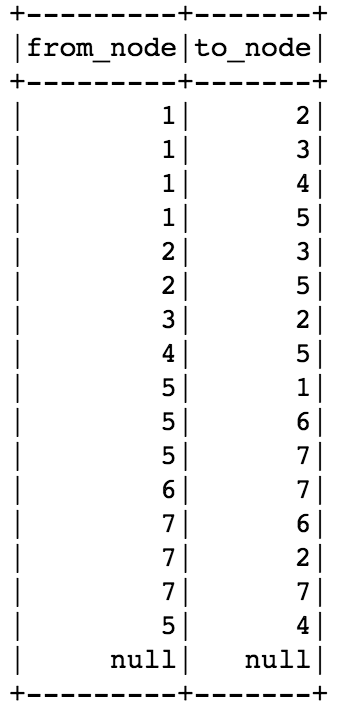 +---------+-------+
|from_node|to_node|
+---------+-------+
|        1|      2|
|        1|      3|
|        1|      4|
|        1|      5|
|        2|      3|
|        2|      5|
|        3|      2|
|        4|      5|
|        5|      1|
|        5|      6|
|        5|      7|
|        6|      7|
|        7|      6|
|        7|      2|
|        7|      7|
|        5|      4|
|     null|   null|
+---------+-------+